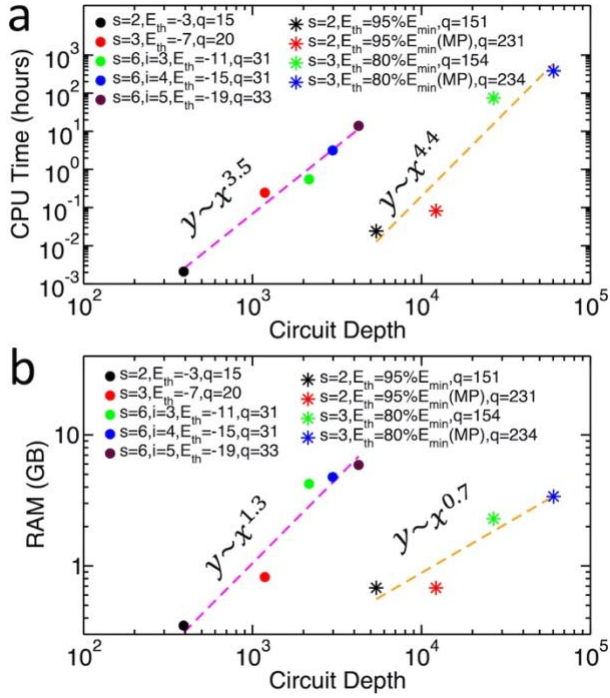 a
s=2,E_th=-3,q=15
s=3,E_th=-7,q=20
s=6,i=3,E_th=-11,q=31
s=6,i=4,E_th=-15,q=31
s=6,i=5,E_th=-19,q=33
s=2,E_th=95%E_min,q=151
s=2,E_th=95%E_min(MP),q=231
s=3,E_th=80%E_min,q=154
s=3,E_th=80%E_min(MP),q=234
CPU Time (hours)
10^3
10^2
10^1
10^0
10^-1
10^-2
10^-3
y~x^3.5
y~x^4.4
10^2 10^3 10^4 10^5
Circuit Depth
b
s=2,E_th=-3,q=15
s=3,E_th=-7,q=20
s=6,i=3,E_th=-11,q=31
s=6,i=4,E_th=-15,q=31
s=6,i=5,E_th=-19,q=33
s=2,E_th=95%E_min,q=151
s=2,E_th=95%E_min(MP),q=231
s=3,E_th=80%E_min,q=154
s=3,E_th=80%E_min(MP),q=234
RAM (GB)
10
1
y~x^1.3
y~x^0.7
10^2 10^3 10^4 10^5
Circuit Depth